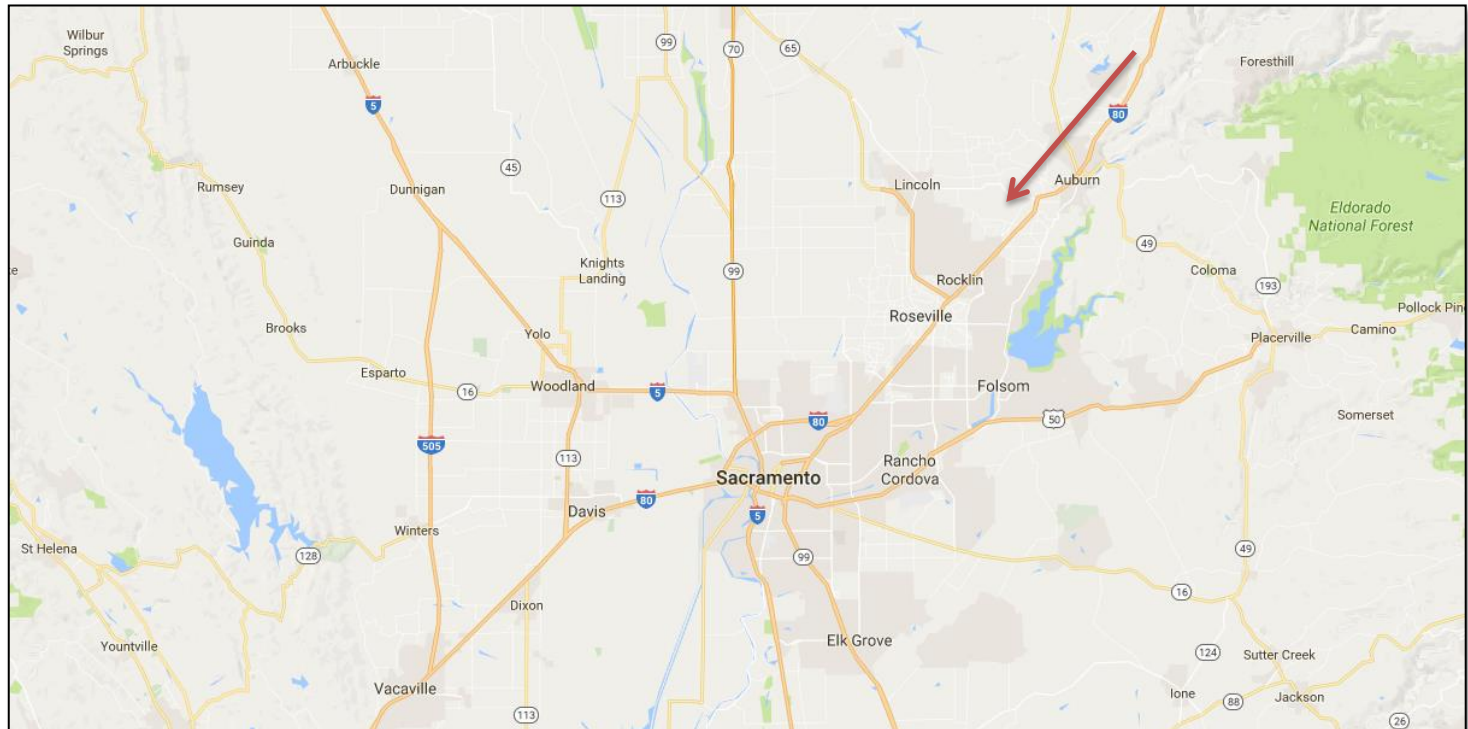 Wilbur
Springs
Arbuckle
99
70
65
Foresthill
5
80
45
Rumsey
Dunnigan
113
Lincoln
Auburn
Eldorado
National Forest
Guinda
Knights
Landing
99
49
Coloma
193
Rocklin
Brooks
Yolo
Roseville
Pollock Pin
Camino
Placerville
Esparto
16
Woodland
5
Folsom
80
50
Somerset
505
113
Rancho
Cordova
Sacramento
80
Davis
5
Winters
St Helena
128
99
49
Dixon
16
Yountville
Elk Grove
124
Sutter Creek
Vacaville
113
Ione
88
Jackson
26